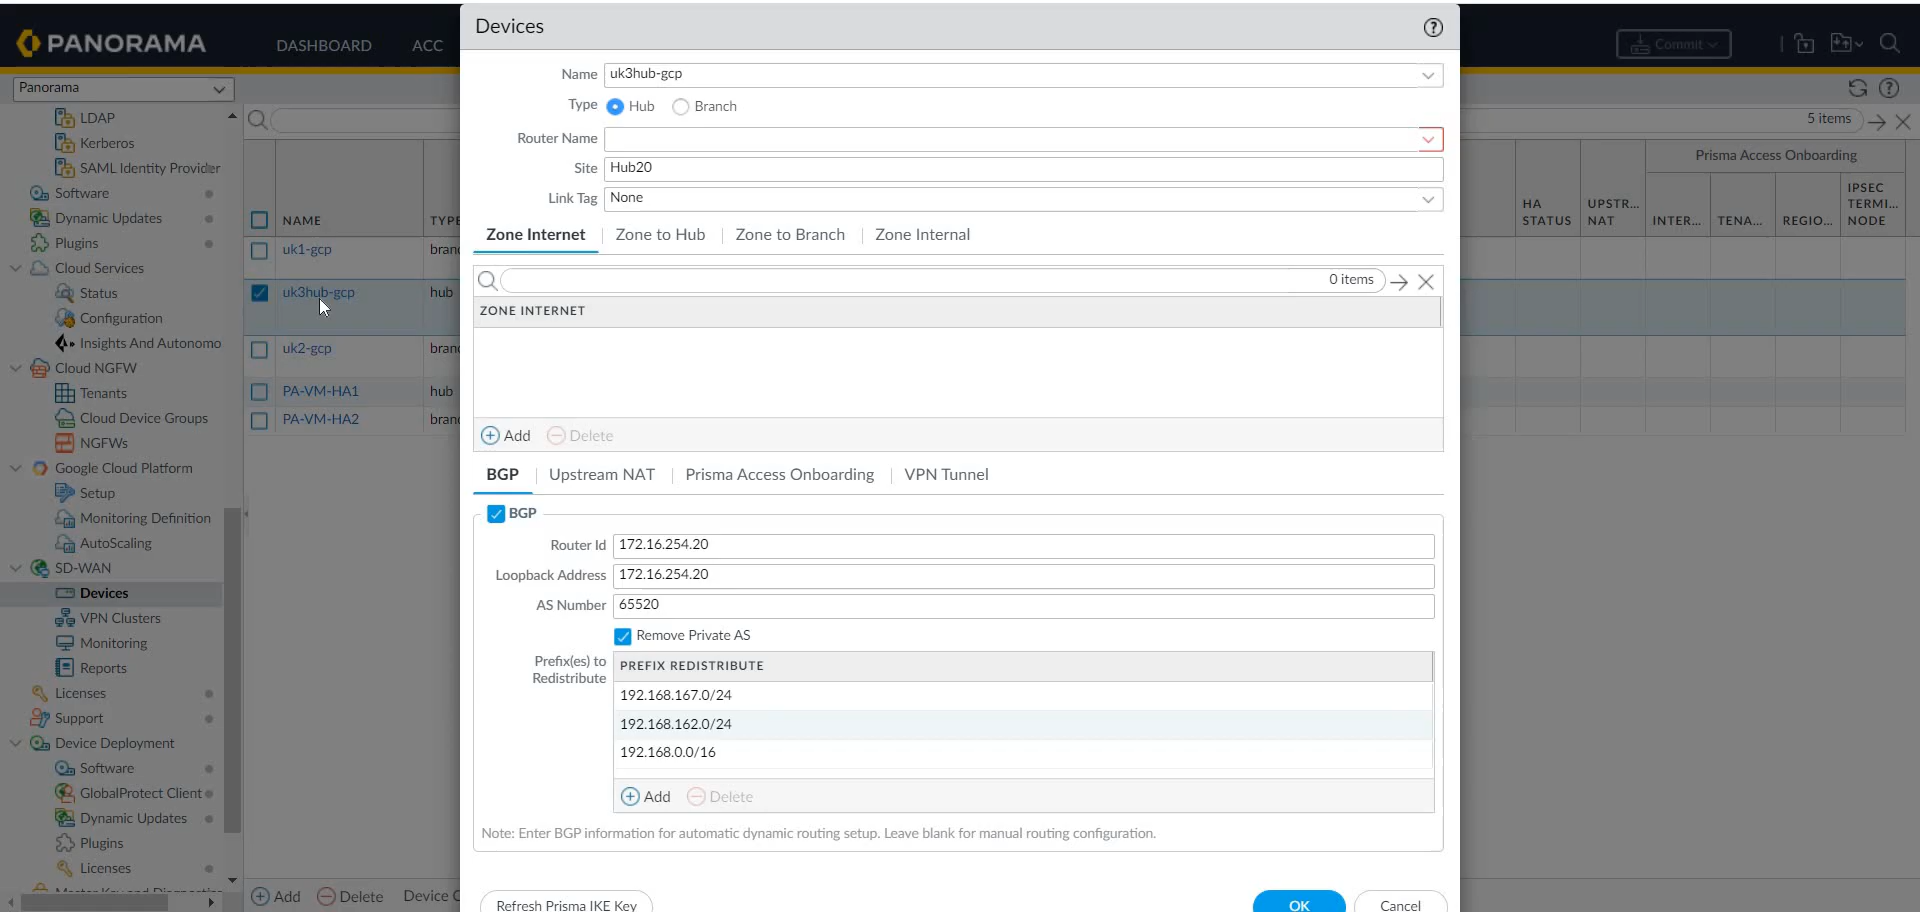 PANORAMA
DASHBOARD
ACC
Commit
Panorama
LDAP
Kerberos
SAML Identity Provider
Software
Dynamic Updates
Plugins
Cloud Services
Status
Configuration
Insights And Autonomo
Cloud NGFW
Tenants
Cloud Device Groups
NGFWs
Google Cloud Platform
Setup
Monitoring Definition
AutoScaling
SD-WAN
Devices
VPN Clusters
Monitoring
Reports
Licenses
Support
Device Deployment
Software
GlobalProtect Client
Dynamic Updates
Plugins
Licenses
Master Key and Diagnostics
NAME
TYPE
uk1-gcp
branc
uk3hub-gcp
hub
uk2-gcp
branc
PA-VM-HA1
hub
PA-VM-HA2
branc
Add
Delete
Device G
Devices
Name
uk3hub-gcp
Type
Hub
Branch
Router Name
Site
Hub20
Link Tag
None
Zone Internet
Zone to Hub
Zone to Branch
Zone Internal
0 items
ZONE INTERNET
Add
Delete
BGP
Upstream NAT
Prisma Access Onboarding
VPN Tunnel
BGP
Router Id
172.16.254.20
Loopback Address
172.16.254.20
AS Number
65520
Remove Private AS
Prefix(es) to
Redistribute
PREFIX REDISTRIBUTE
192.168.167.0/24
192.168.162.0/24
192.168.0.0/16
Add
Delete
Note: Enter BGP information for automatic dynamic routing setup. Leave blank for manual routing configuration.
Refresh Prisma IKE Key
OK
Cancel
5 items
Prisma Access Onboarding
HA
STATUS
UPSTR...
NAT
INTER...
TENA...
REGIO...
IPSEC
TERMI...
NODE